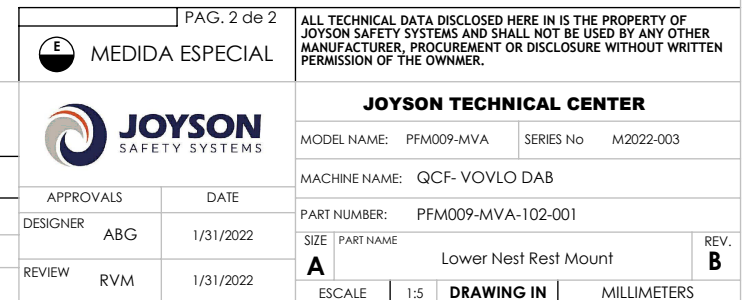 PAG. 2 de 2
E
MEDIDA ESPECIAL
ALL TECHNICAL DATA DISCLOSED HERE IN IS THE PROPERTY OF
JOYSON SAFETY SYSTEMS AND SHALL NOT BE USED BY ANY OTHER
MANUFACTURER, PROCUREMENT OR DISCLOSURE WITHOUT WRITTEN
PERMISSION OF THE OWNMER.
JOYSON
SAFETY SYSTEMS
JOYSON TECHNICAL CENTER
MODEL NAME: PFM009-MVA SERIES No M2022-003
MACHINE NAME: QCF- VOVLO DAB
APPROVALS DATE
PART NUMBER: PFM009-MVA-102-001
DESIGNER ABG 1/31/2022
SIZE PART NAME REV.
A Lower Nest Rest Mount B
REVIEW RVM 1/31/2022
ESCALE 1:5 DRAWING IN MILLIMETERS